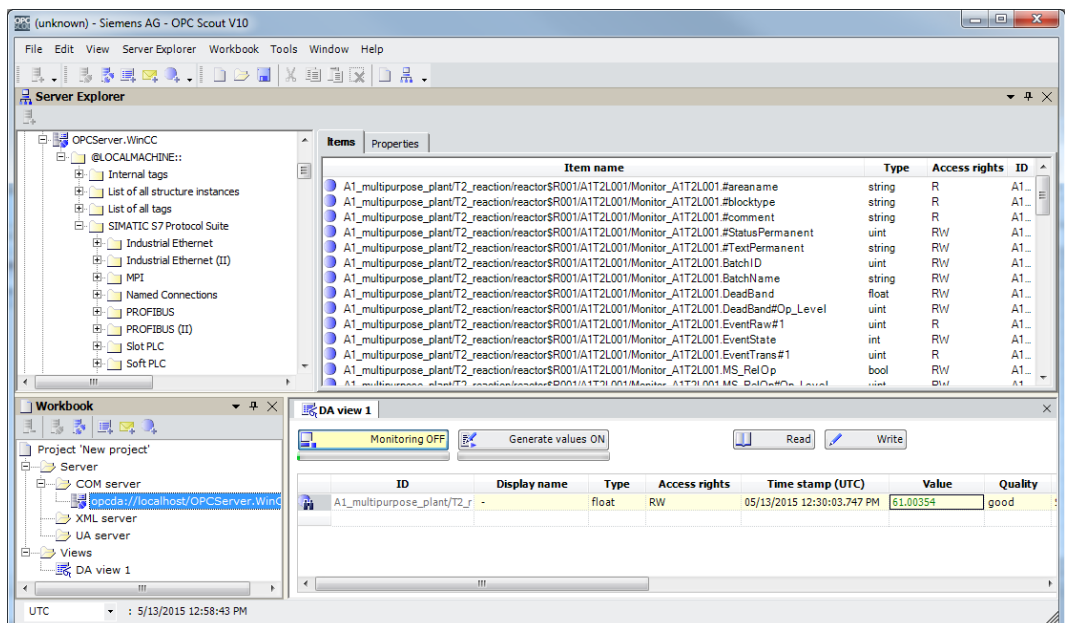 (unknown) - Siemens AG - OPC Scout V10
File Edit View Server Explorer Workbook Tools Window Help
Server Explorer
OPCServer.WinCC
@LOCALMACHINE::
Internal tags
List of all structure instances
List of all tags
SIMATIC S7 Protocol Suite
Industrial Ethernet
Industrial Ethernet (II)
MPI
Named Connections
PROFIBUS
PROFIBUS (II)
Slot PLC
Soft PLC
Items Properties
Item name Type Access rights ID
A1_multipurpose_plant/T2_reaction/reactor$R001/A1T2L001/Monitor_A1T2L001.#areaname string R A1...
A1_multipurpose_plant/T2_reaction/reactor$R001/A1T2L001/Monitor_A1T2L001.#blocktype string R A1...
A1_multipurpose_plant/T2_reaction/reactor$R001/A1T2L001/Monitor_A1T2L001.#comment string R A1...
A1_multipurpose_plant/T2_reaction/reactor$R001/A1T2L001/Monitor_A1T2L001.#StatusPermanent uint RW A1...
A1_multipurpose_plant/T2_reaction/reactor$R001/A1T2L001/Monitor_A1T2L001.#TextPermanent string RW A1...
A1_multipurpose_plant/T2_reaction/reactor$R001/A1T2L001/Monitor_A1T2L001.BatchID uint RW A1...
A1_multipurpose_plant/T2_reaction/reactor$R001/A1T2L001/Monitor_A1T2L001.BatchName string RW A1...
A1_multipurpose_plant/T2_reaction/reactor$R001/A1T2L001/Monitor_A1T2L001.DeadBand float RW A1...
A1_multipurpose_plant/T2_reaction/reactor$R001/A1T2L001/Monitor_A1T2L001.DeadBand#Op_Level uint RW A1...
A1_multipurpose_plant/T2_reaction/reactor$R001/A1T2L001/Monitor_A1T2L001.EventRaw#1 uint R A1...
A1_multipurpose_plant/T2_reaction/reactor$R001/A1T2L001/Monitor_A1T2L001.EventState int RW A1...
A1_multipurpose_plant/T2_reaction/reactor$R001/A1T2L001/Monitor_A1T2L001.EventTrans#1 uint R A1...
A1_multipurpose_plant/T2_reaction/reactor$R001/A1T2L001/Monitor_A1T2L001.MS_RelOp bool RW A1...
A1_multipurpose_plant/T2_reaction/reactor$R001/A1T2L001/Monitor_A1T2L001.MS_RelOp#Op_Level uint RW A1
Workbook
Project 'New project'
Server
COM server
opcda://localhost/OPCServer.WinC
XML server
UA server
Views
DA view 1
DA view 1
Monitoring OFF Generate values ON Read Write
ID Display name Type Access rights Time stamp (UTC) Value Quality
A1_multipurpose_plant/T2_r - float RW 05/13/2015 12:30:03.747 PM 61.00354 good
UTC : 5/13/2015 12:58:43 PM